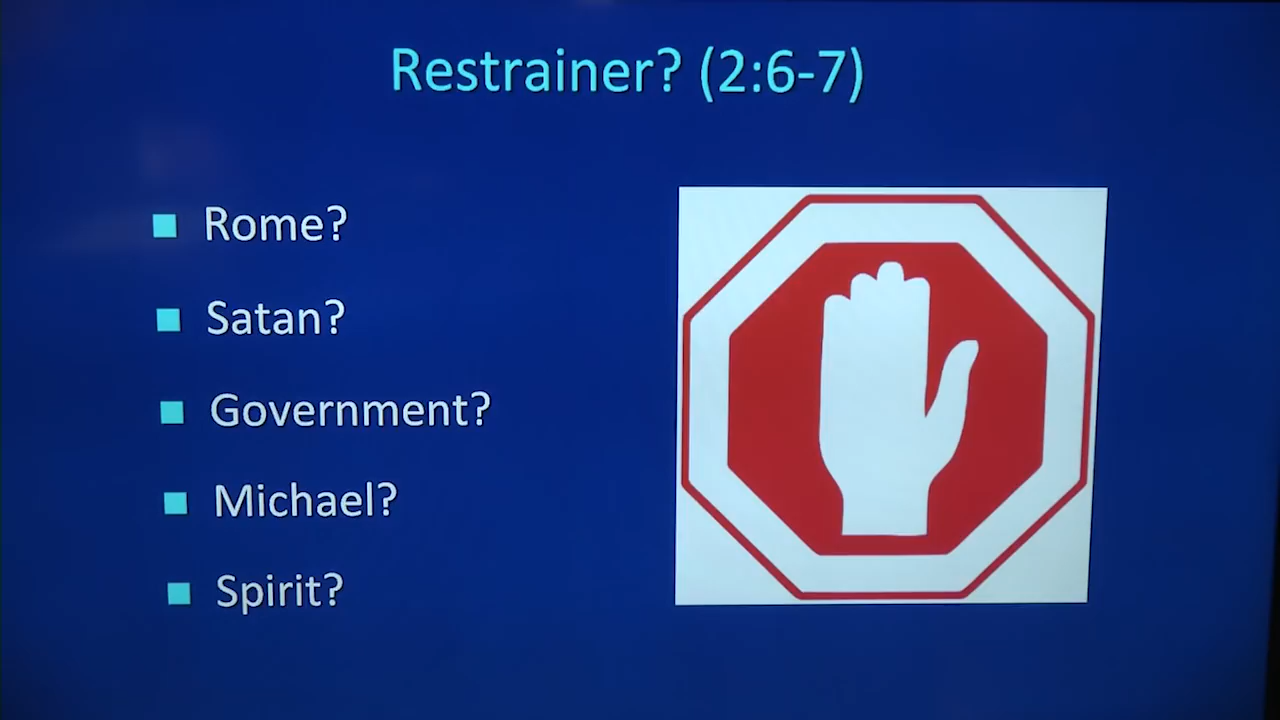 Restrainer? (2:6-7)
Rome?
Satan?
Government?
Michael?
Spirit?